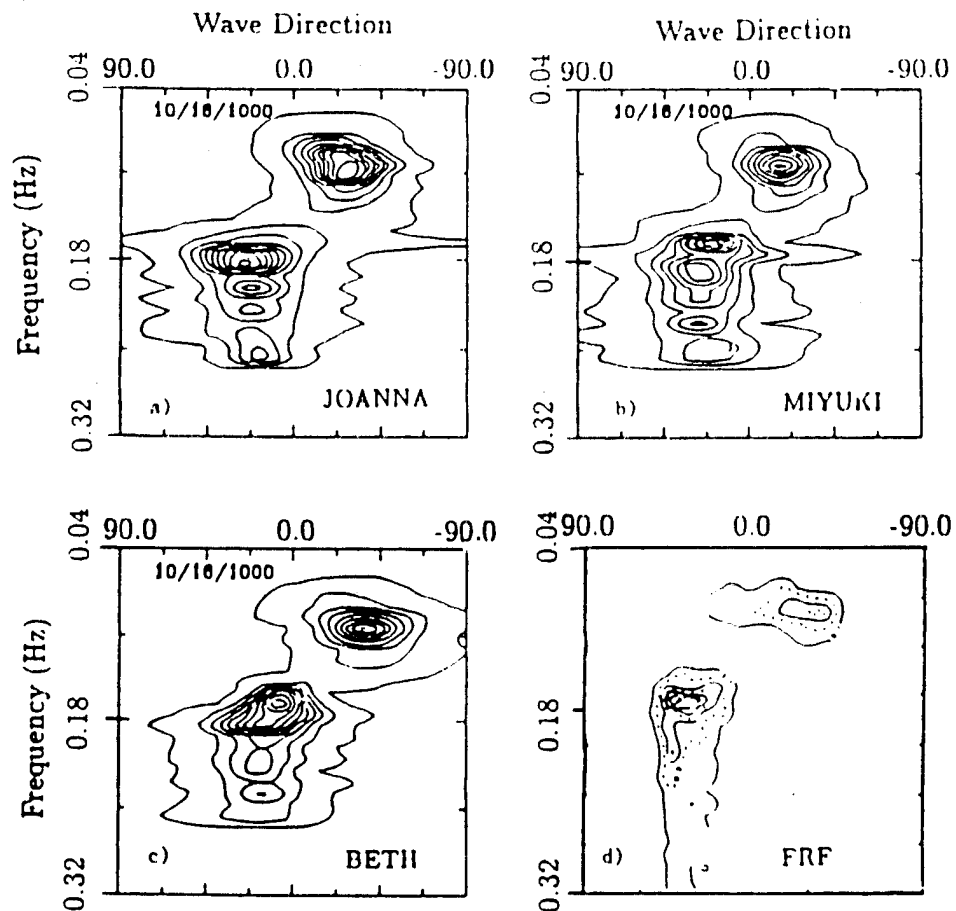 Wave Direction
Wave Direction
90.0 0.0 -90.0
90.0 0.0 -90.0
0.04
10/16/1000
0.04
10/16/1000
Frequency (Hz)
0.18
0.18
a) JOANNA
b) MIYUKI
0.32
0.32
90.0 0.0 -90.0
90.0 0.0 -90.0
0.04
10/16/1000
0.04
Frequency (Hz)
0.18
0.18
c) BETH
d) FRF
0.32
0.32